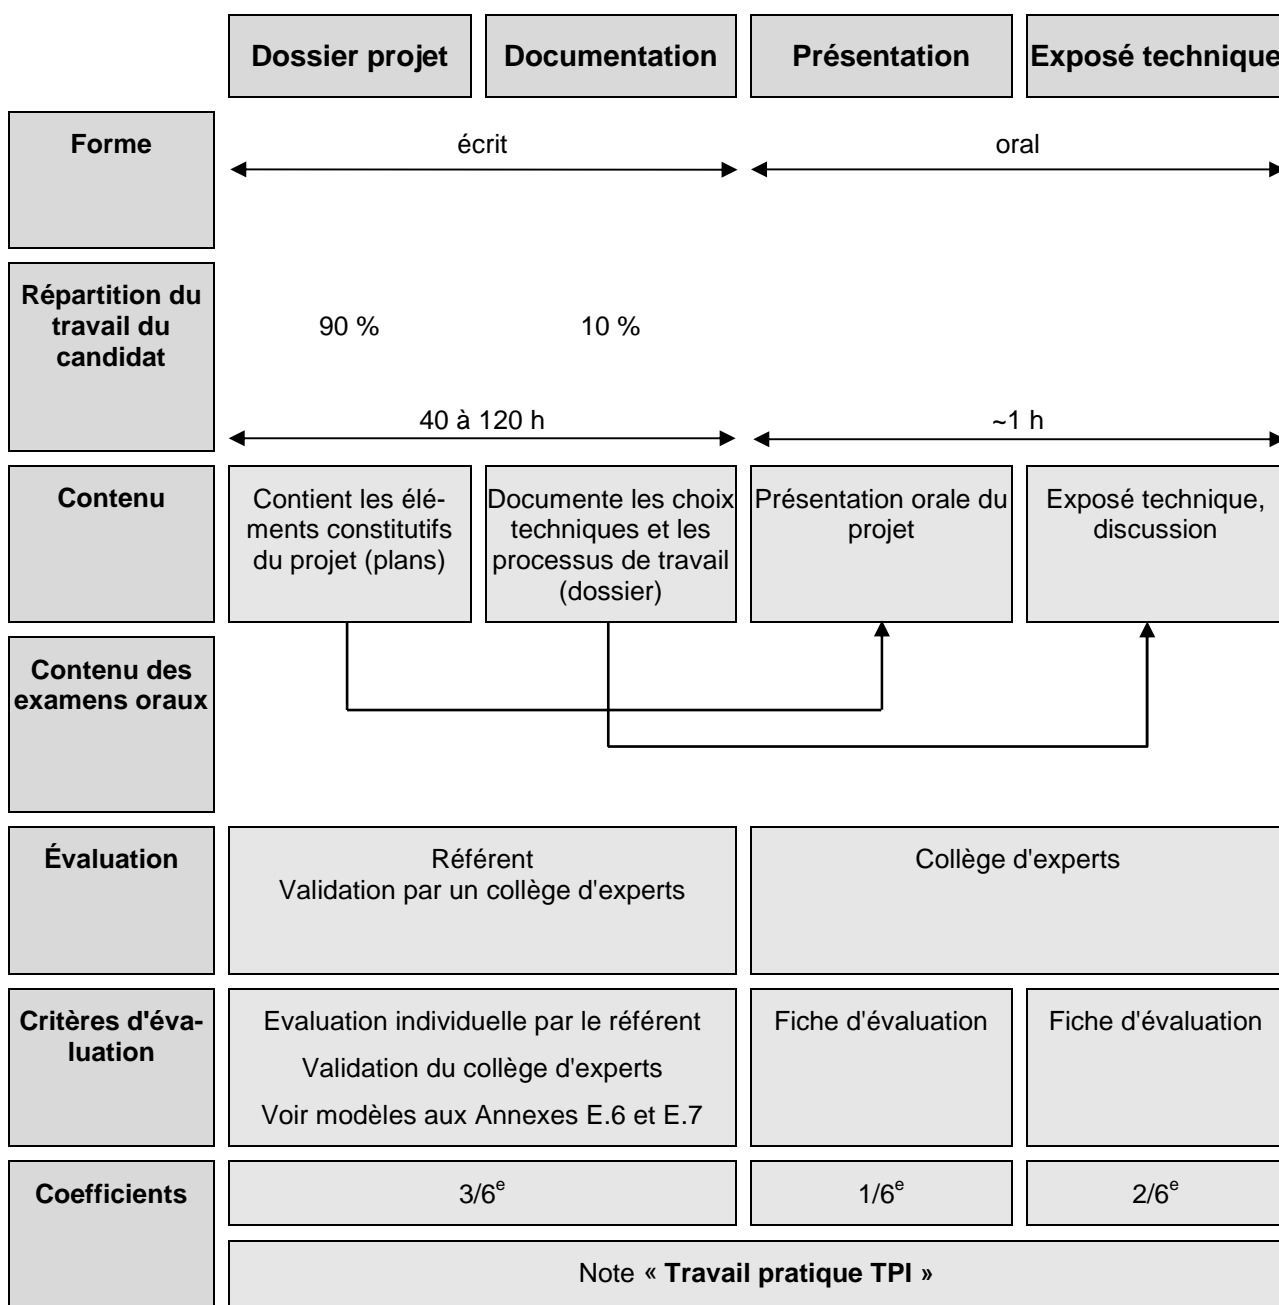 Dossier projet
Documentation
Présentation
Exposé technique
Forme
écrit
oral
Répartition du
travail du
candidat
90 %
10 %
40 à 120 h
~1 h
Contenu
Contient les élé-
ments constitutifs
du projet (plans)
Documente les choix
techniques et les
processus de travail
(dossier)
Présentation orale du
projet
Exposé technique,
discussion
Contenu des
examens oraux
Évaluation
Référent
Validation par un collège d'experts
Collège d'experts
Critères d'éva-
luation
Evaluation individuelle par le référent
Validation du collège d'experts
Voir modèles aux Annexes E.6 et E.7
Fiche d'évaluation
Fiche d'évaluation
Coefficients
3/6e
1/6e
2/6e
Note « Travail pratique TPI »